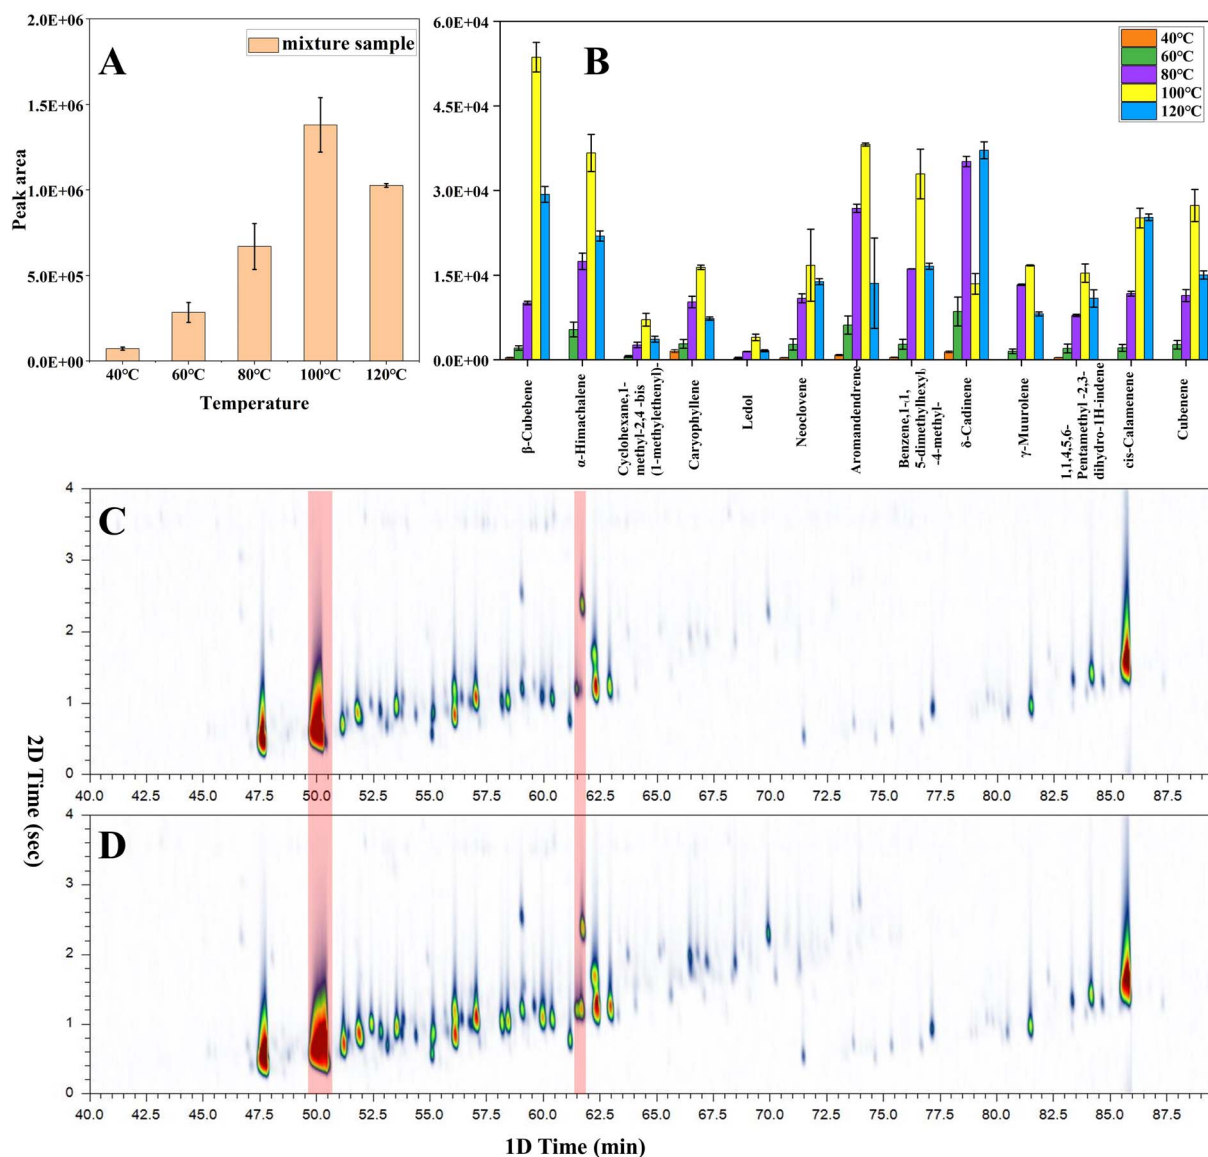 A
mixture sample
Peak area
2.0E+06
1.5E+06
1.0E+06
5.0E+05
0.0E+00
40°C 60°C 80°C 100°C 120°C
Temperature
B
40°C
60°C
80°C
100°C
120°C
6.0E+04
4.5E+04
3.0E+04
1.5E+04
0.0E+00
β-Cubebene
α-Himachalene
Cyclohexane,1-
methyl-2,4 -bis
(1-methylethenyl)-
Caryophyllene
Ledol
Neoclovene
Aromandendrene
Benzene,1-,1,
5-dimethylhexyl,
-4-methyl-
δ-Cadinene
γ-Muurolene
1,1,4,5,6-
Pentamethyl -2,3-
dihydro-1H-indene
cis-Calamenene
Cubenene
C
4
3
2
1
0
40.0 42.5 45.0 47.5 50.0 52.5 55.0 57.5 60.0 62.5 65.0 67.5 70.0 72.5 75.0 77.5 80.0 82.5 85.0 87.5
2D Time (sec)
D
4
3
2
1
0
40.0 42.5 45.0 47.5 50.0 52.5 55.0 57.5 60.0 62.5 65.0 67.5 70.0 72.5 75.0 77.5 80.0 82.5 85.0 87.5
1D Time (min)